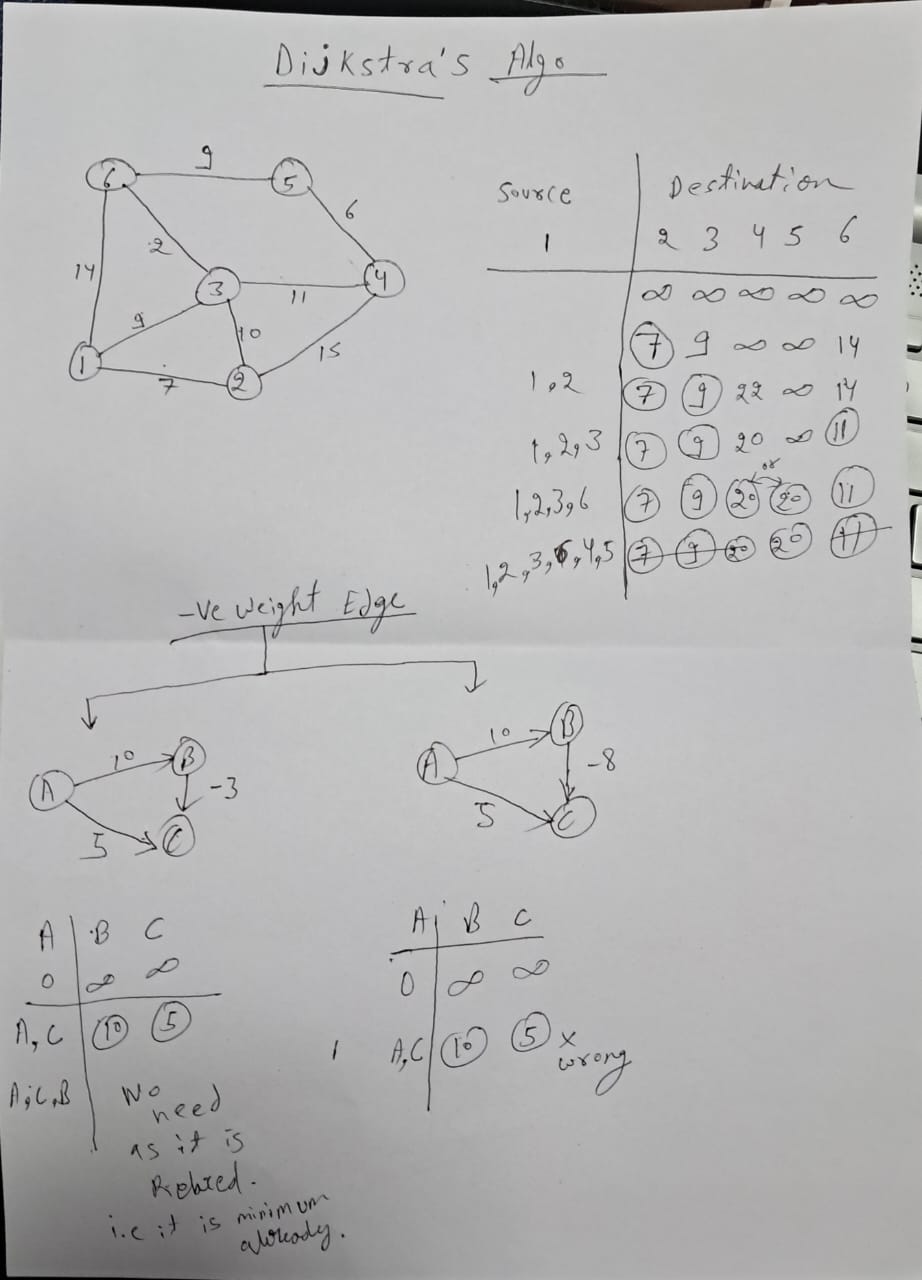 Dijkstra's Algo
6 9 5
6
2
14
3 11 4
9
10
1 7 2 15
Source Destination
1 2 3 4 5 6
∞ ∞ ∞ ∞ ∞
7 9 ∞ ∞ 14
1,2 7 9 22 ∞ 14
1,2,3 7 9 20 ∞ 11
or
1,2,3,6 7 9 20 20 11
1,2,3,6,4,5 7 9 20 20 11
-ve weight Edge
A 10 B -3
5 C
A 10 B -8
5 C
A B C
0 ∞ ∞
A,C 10 5
A,C,B No
need
as it is
i.e it is minimum
already.
A B C
0 ∞ ∞
A,C 10 5 x
wrong